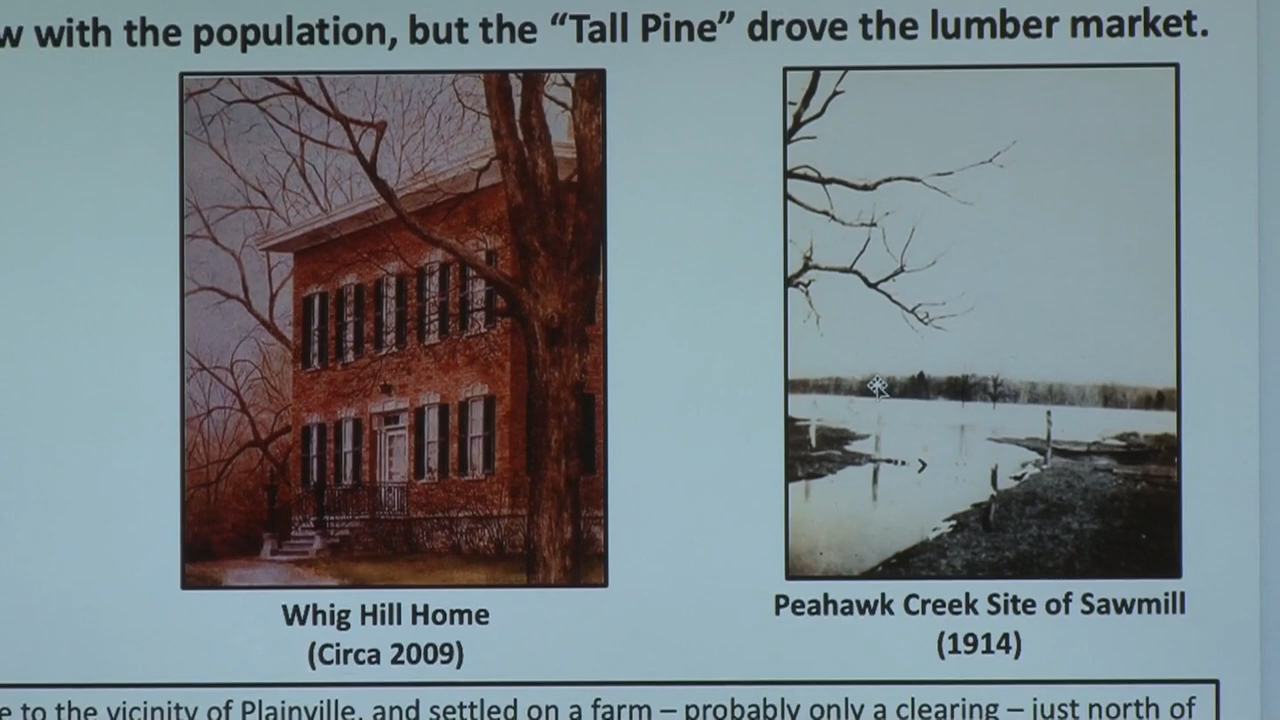 w with the population, but the “Tall Pine” drove the lumber market.
Whig Hill Home
(Circa 2009)
Peahawk Creek Site of Sawmill
(1914)
e to the vicinity of Plainville, and settled on a farm – probably only a clearing – just north of